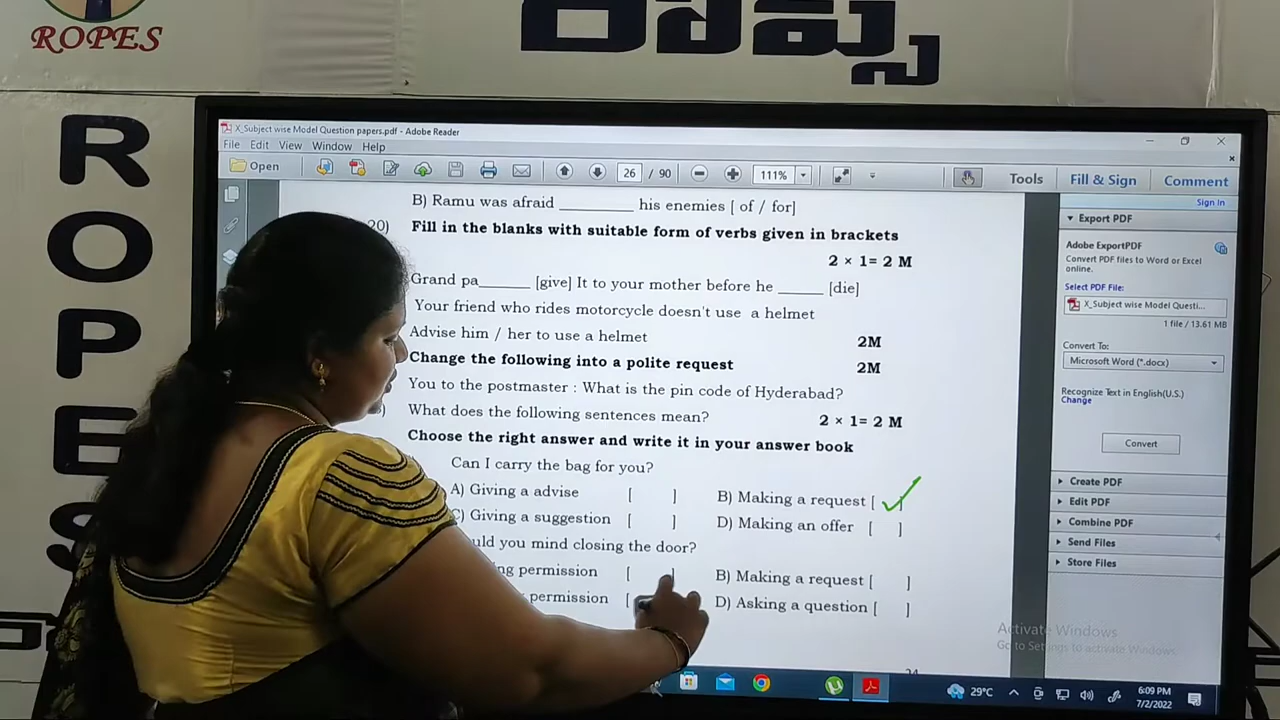 ROPES
రోప్స్
ROPES
X_Subject wise Model Question papers.pdf - Adobe Reader
File Edit View Window Help
Open 26 / 90 111% Tools Fill & Sign Comment
Sign In
B) Ramu was afraid ________ his enemies [ of / for]
20) Fill in the blanks with suitable form of verbs given in brackets
2 × 1= 2 M
Grand pa______ [give] It to your mother before he _____ [die]
Your friend who rides motorcycle doesn't use a helmet
Advise him / her to use a helmet 2M
Change the following into a polite request 2M
You to the postmaster : What is the pin code of Hyderabad?
) What does the following sentences mean? 2 × 1= 2 M
Choose the right answer and write it in your answer book
Can I carry the bag for you?
A) Giving a advise [ ] B) Making a request [ ✓ ]
C) Giving a suggestion [ ] D) Making an offer [ ]
you mind closing the door?
permission [ ] B) Making a request [ ]
permission [ D) Asking a question [ ]
Export PDF
Adobe ExportPDF
Convert PDF files to Word or Excel
online.
Select PDF File:
X_Subject wise Model Questi...
1 file / 13.61 MB
Convert To:
Microsoft Word (*.docx)
Recognize Text in English(U.S.)
Change
Convert
Create PDF
Edit PDF
Combine PDF
Send Files
Store Files
Activate Windows
Go to Settings to activate Windows.
29°C 6:09 PM
7/2/2022